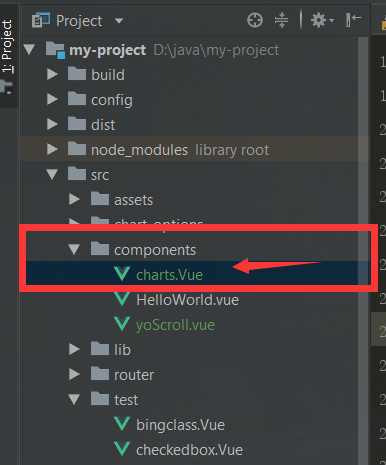 1: Project
Project
my-project D:\java\my-project
build
config
dist
node_modules library root
src
assets
chart_options
components
charts.Vue
HelloWorld.vue
yoScroll.vue
lib
router
test
bingclass.Vue
checkedbox.Vue